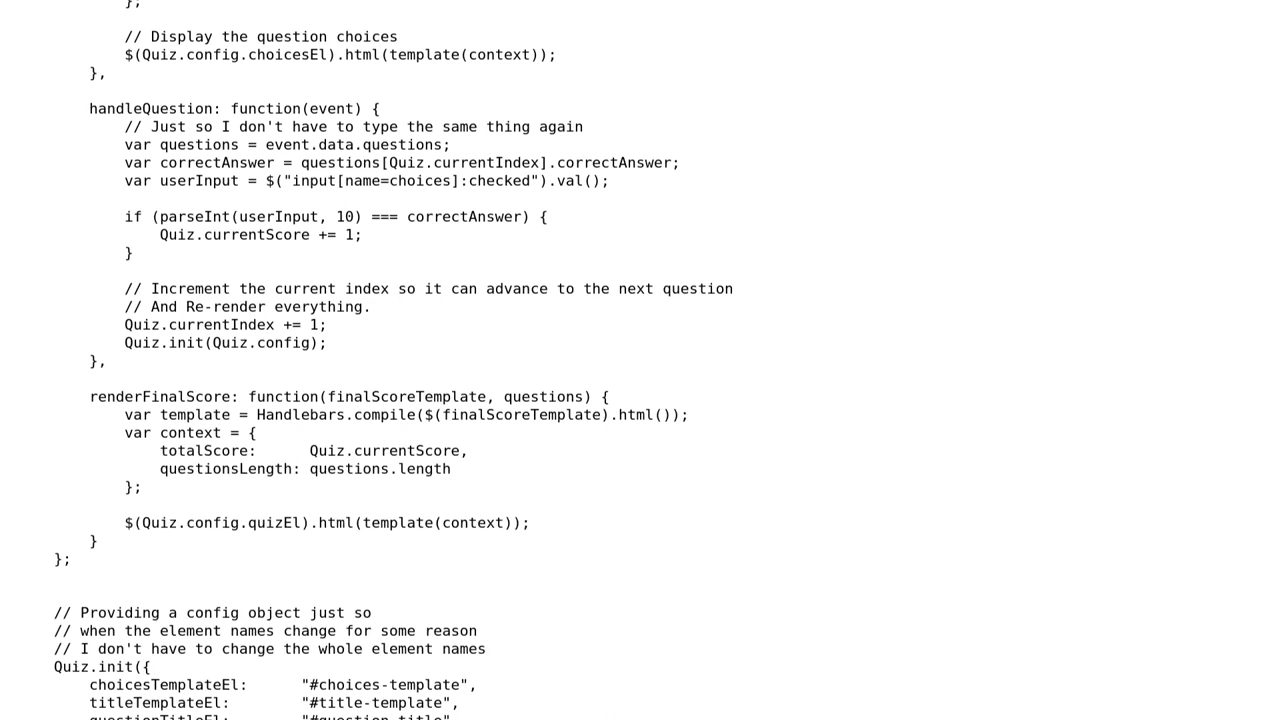 };
// Display the question choices
$(Quiz.config.choicesEl).html(template(context));
},
handleQuestion: function(event) {
// Just so I don't have to type the same thing again
var questions = event.data.questions;
var correctAnswer = questions[Quiz.currentIndex].correctAnswer;
var userInput = $("input[name=choices]:checked").val();
if (parseInt(userInput, 10) === correctAnswer) {
Quiz.currentScore += 1;
}
// Increment the current index so it can advance to the next question
// And Re-render everything.
Quiz.currentIndex += 1;
Quiz.init(Quiz.config);
},
renderFinalScore: function(finalScoreTemplate, questions) {
var template = Handlebars.compile($(finalScoreTemplate).html());
var context = {
totalScore:      Quiz.currentScore,
questionsLength: questions.length
};
$(Quiz.config.quizEl).html(template(context));
}
};
// Providing a config object just so
// when the element names change for some reason
// I don't have to change the whole element names
Quiz.init({
choicesTemplateEl:      "#choices-template",
titleTemplateEl:        "#title-template",
questionTitleEl:        "#question-title",